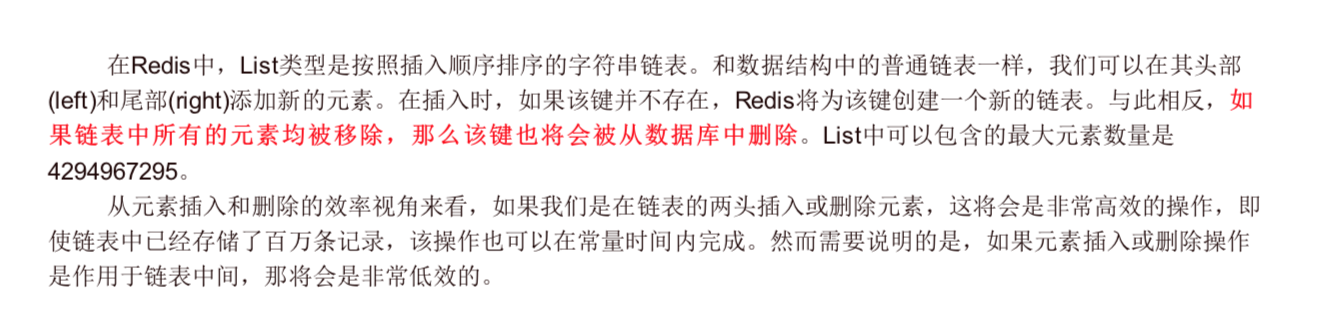 在Redis中，List类型是按照插入顺序排序的字符串链表。和数据结构中的普通链表一样，我们可以在其头部
(left)和尾部(right)添加新的元素。在插入时，如果该键并不存在，Redis将为该键创建一个新的链表。与此相反，如
果链表中所有的元素均被移除，那么该键也将会被从数据库中删除。List中可以包含的最大元素数量是
4294967295。
从元素插入和删除的效率视角来看，如果我们是在链表的两头插入或删除元素，这将会是非常高效的操作，即
使链表中已经存储了百万条记录，该操作也可以在常量时间内完成。然而需要说明的是，如果元素插入或删除操作
是作用于链表中间，那将会是非常低效的。